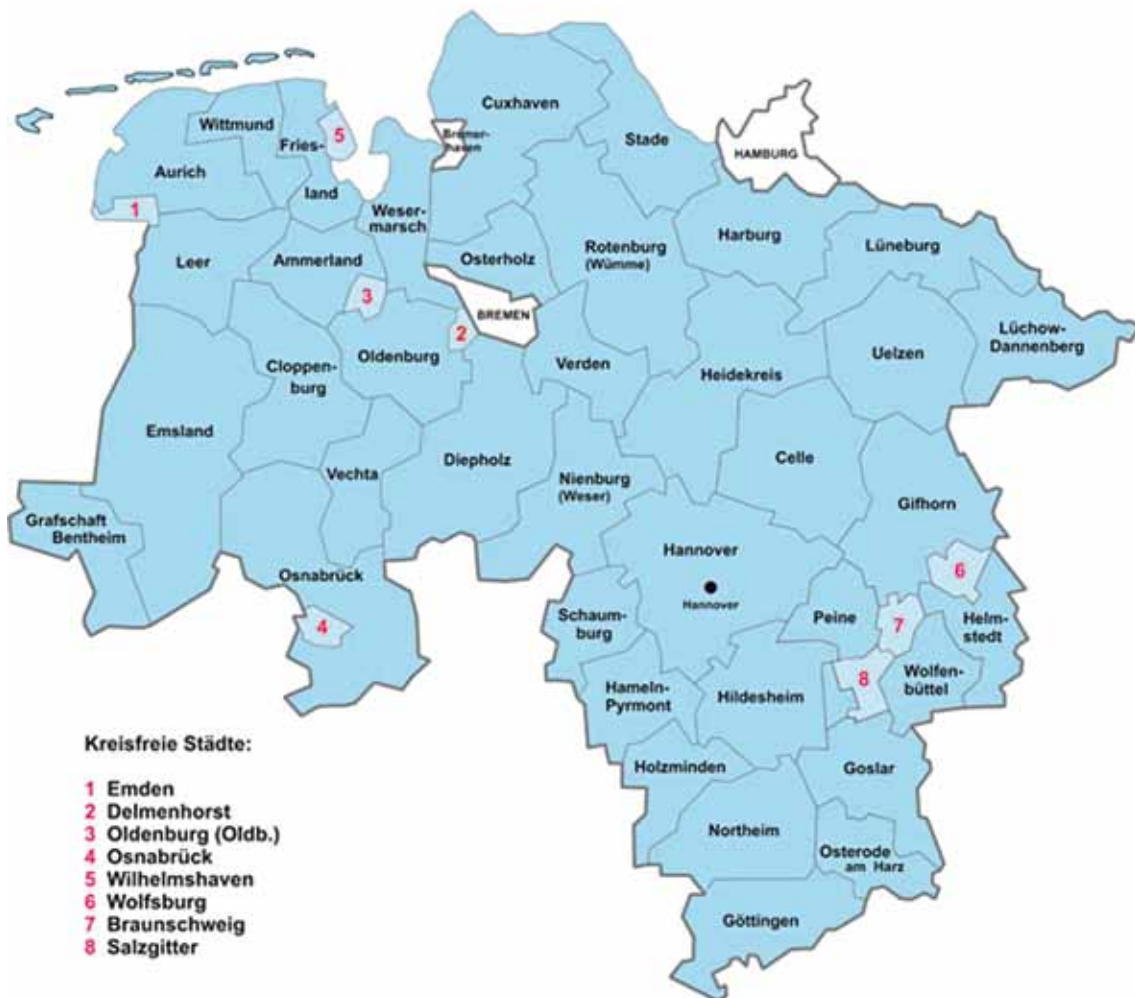 Cuxhaven
Wittmund
5
Bremer-
haven
Stade
Fries-
HAMBURG
Aurich
land
1
Weser-
marsch
Harburg
Lüneburg
Leer
Ammerland
Osterholz
Rotenburg
(Wümme)
3
BREMEN
2
Lüchow-
Dannenberg
Oldenburg
Uelzen
Cloppen-
burg
Verden
Heidekreis
Emsland
Diepholz
Celle
Vechta
Nienburg
(Weser)
Gifhorn
Grafschaft
Bentheim
Hannover
Osnabrück
6
Hannover
Schaum-
burg
Peine
7
Helm-
stedt
4
8
Wolfen-
büttel
Hameln-
Pyrmont
Hildesheim
Holzminden
Goslar
Northeim
Osterode
am Harz
Göttingen
Kreisfreie Städte:
1 Emden
2 Delmenhorst
3 Oldenburg (Oldb.)
4 Osnabrück
5 Wilhelmshaven
6 Wolfsburg
7 Braunschweig
8 Salzgitter